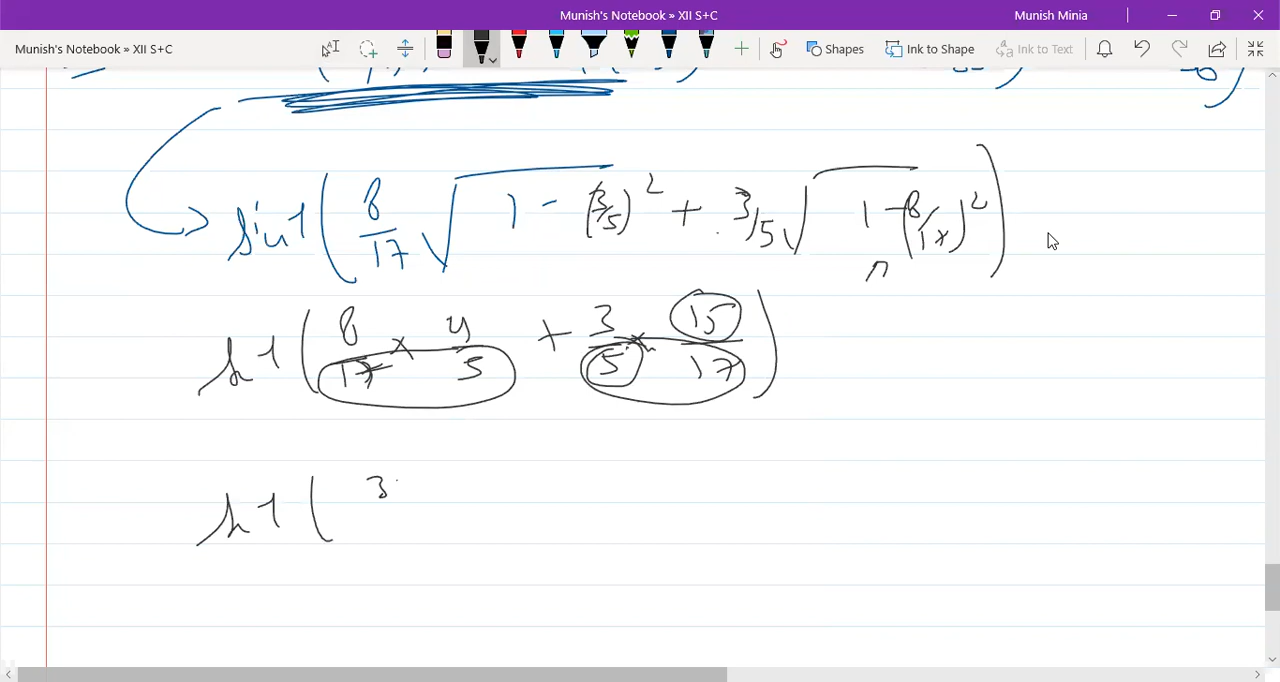 Munish's Notebook » XII S+C
Munish Minia
Munish's Notebook » XII S+C
Shapes
Ink to Shape
Ink to Text
sin-1( 8/17 √1 - (3/5)² + 3/5 √1 - (8/17)² )
s-1( 8/17 × 4/5 + 3/5 × 15/17 )
s-1( 3